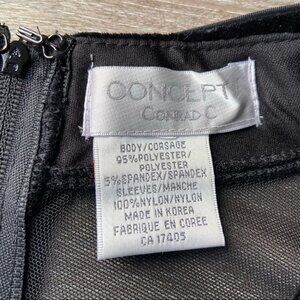 CONCEPT
CONRAD C
BODY/CORSAGE
95%POLYESTER/
POLYESTER
5%SPANDEX/SPANDEX
SLEEVES/MANCHE
100%NYLON/NYLON
MADE IN KOREA
FABRIQUE EN COREE
CA 17405